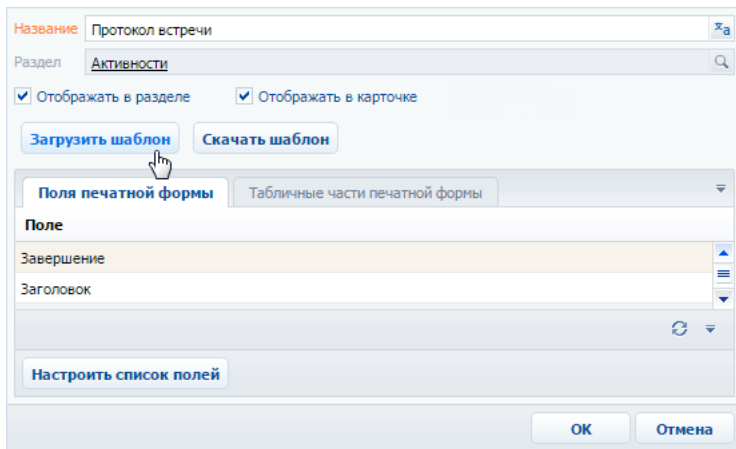 Название Протокол встречи
Раздел Активности
Отображать в разделе Отображать в карточке
Загрузить шаблон Скачать шаблон
Поля печатной формы Табличные части печатной формы
Поле
Завершение
Заголовок
Настроить список полей
ОК Отмена